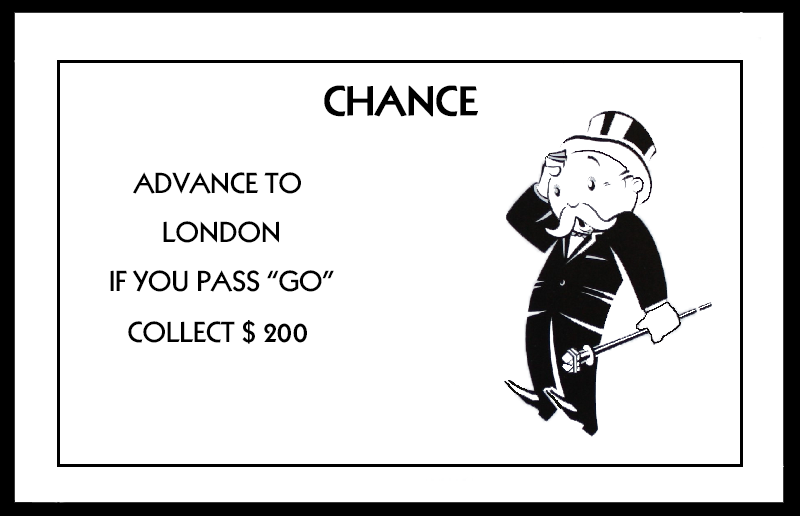 CHANCE
ADVANCE TO
LONDON
IF YOU PASS “GO”
COLLECT $ 200